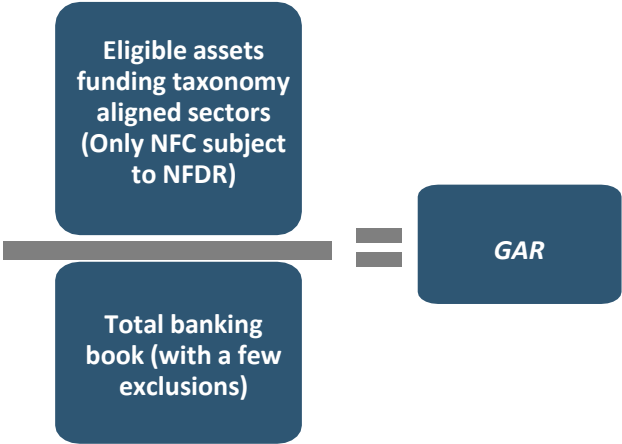 Eligible assets
funding taxonomy
aligned sectors
(Only NFC subject
to NFDR)
GAR
Total banking
book (with a few
exclusions)